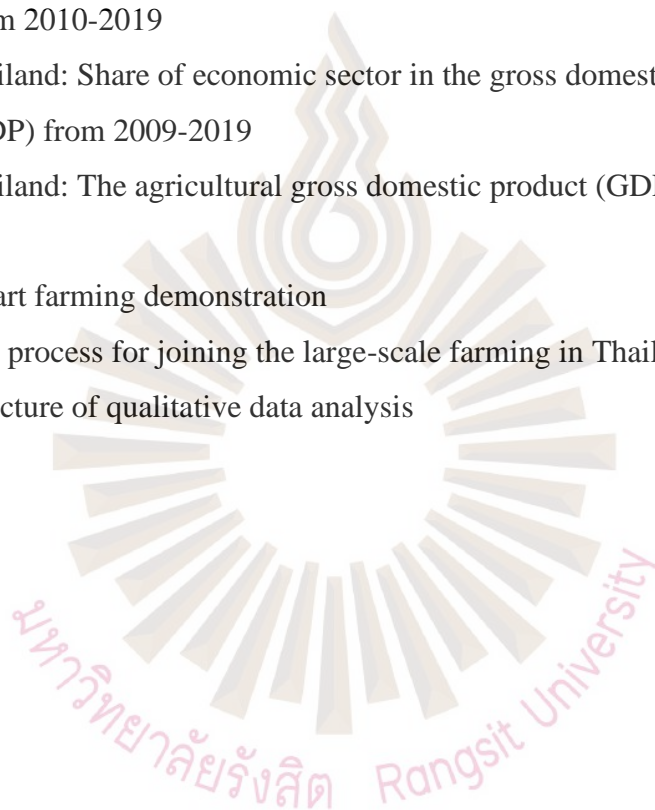 m 2010-2019
iland: Share of economic sector in the gross domest
DP) from 2009-2019
iland: The agricultural gross domestic product (GD
art farming demonstration
process for joining the large-scale farming in Thail
cture of qualitative data analysis
มหาวิทยาลัยรังสิต Rangsit University